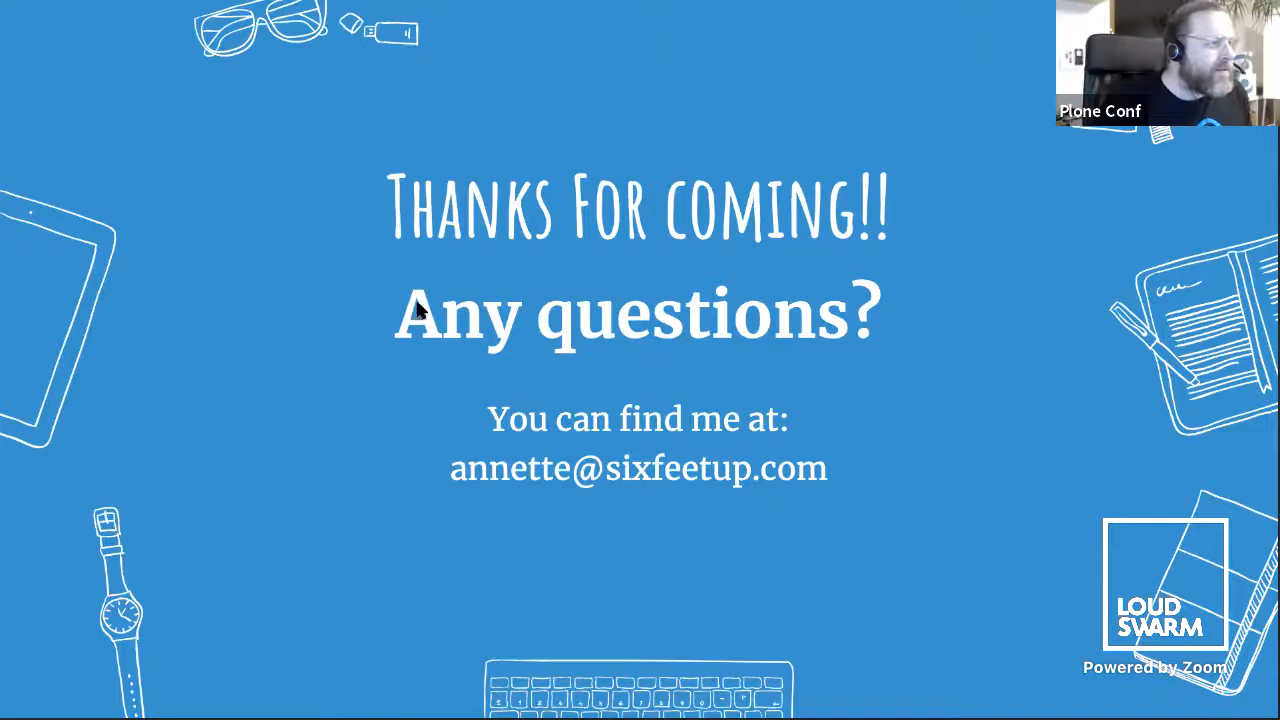 Plone Conf
THANKS FOR COMING!!
Any questions?
You can find me at:
annette@sixfeetup.com
LOUD
SWARM
Powered by Zoom